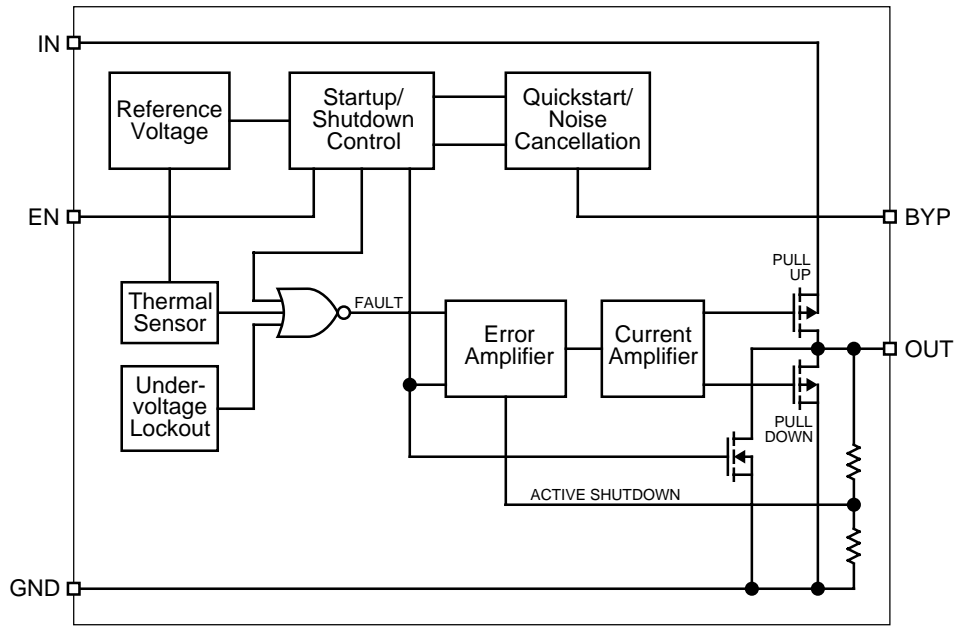 IN
Reference
Voltage
Startup/
Shutdown
Control
Quickstart/
Noise
Cancellation
EN
BYP
PULL
UP
Thermal
Sensor
FAULT
Error
Amplifier
Current
Amplifier
OUT
Under-
voltage
Lockout
PULL
DOWN
ACTIVE SHUTDOWN
GND